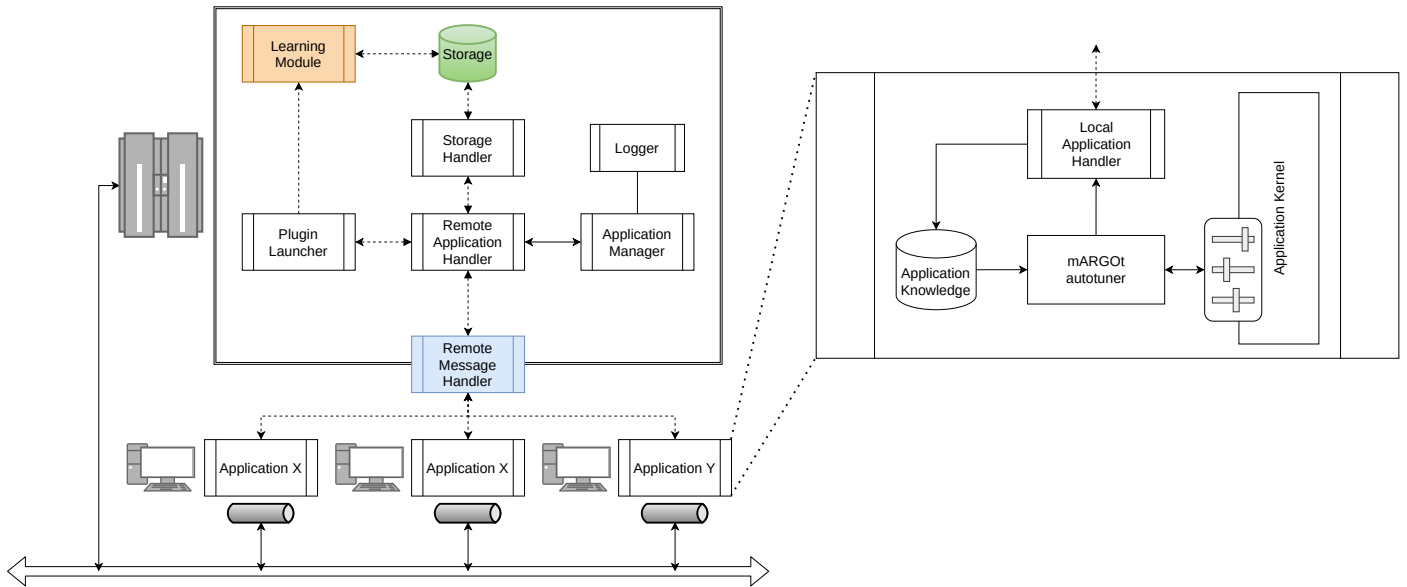 Learning
Module
Storage
Storage
Handler
Logger
Plugin
Launcher
Remote
Application
Handler
Application
Manager
Remote
Message
Handler
Application X
Application X
Application Y
Local
Application
Handler
Application
Knowledge
mARGOt
autotuner
Application Kernel